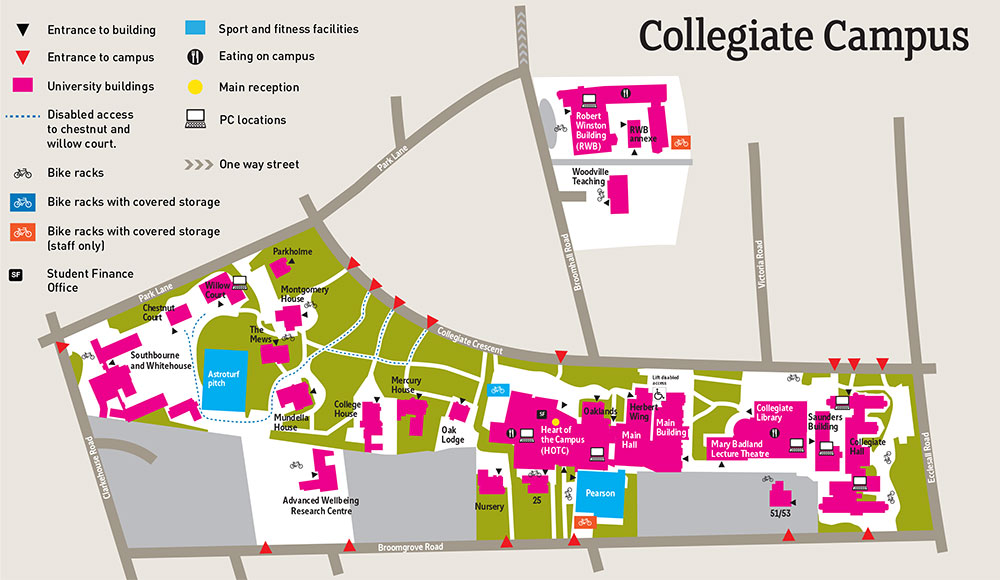 Collegiate Campus
Entrance to building
Entrance to campus
University buildings
Disabled access
to chestnut and
willow court.
Bike racks
Bike racks with covered storage
Bike racks with covered storage
(staff only)
SF
Student Finance
Office
Sport and fitness facilities
Eating on campus
Main reception
PC locations
One way street
Park Lane
Park Lane
Robert
Winston
Building
(RWB)
RWB
annexe
Woodville
Teaching
Broomhall Road
Victoria Road
Parkholme
Willow
Court
Montgomery
House
Chestnut
Court
The
Mews
Southbourne
and Whitehouse
Astroturf
pitch
Collegiate Crescent
Mundella
House
College
House
Mercury
House
Oak
Lodge
SF
Heart of
the Campus
(HOTC)
Oaklands
Lift disabled
access
Herbert
Wing
Main
Hall
Main
Building
Collegiate
Library
Mary Badland
Lecture Theatre
Saunders
Building
Collegiate
Hall
Ecclesall Road
Clarkehouse Road
Advanced Wellbeing
Research Centre
Nursery
25
Pearson
51/53
Broomgrove Road